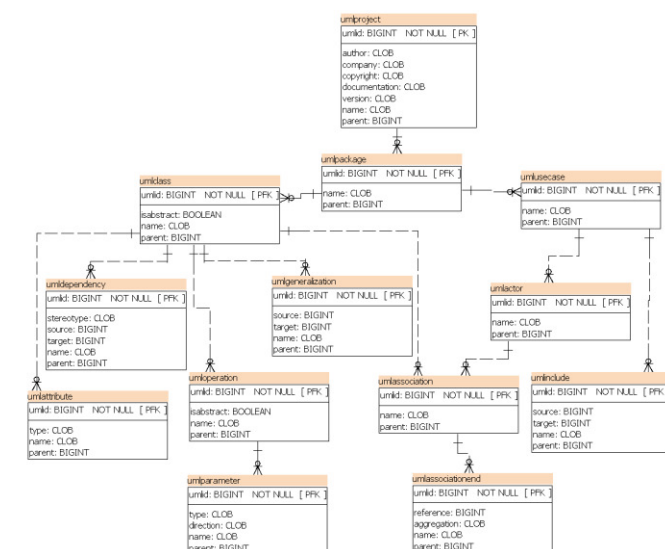 umlproject
umlid: BIGINT NOT NULL [ PK ]
author: CLOB
company: CLOB
copyright: CLOB
documentation: CLOB
version: CLOB
name: CLOB
parent: BIGINT
umlpackage
umlid: BIGINT NOT NULL [ PFK ]
name: CLOB
parent: BIGINT
umlclass
umlid: BIGINT NOT NULL [ PFK ]
isabstract: BOOLEAN
name: CLOB
parent: BIGINT
umlusecase
umlid: BIGINT NOT NULL [ PFK ]
name: CLOB
parent: BIGINT
umldependency
umlid: BIGINT NOT NULL [ PFK ]
stereotype: CLOB
source: BIGINT
target: BIGINT
name: CLOB
parent: BIGINT
umlgeneralization
umlid: BIGINT NOT NULL [ PFK ]
source: BIGINT
target: BIGINT
name: CLOB
parent: BIGINT
umlactor
umlid: BIGINT NOT NULL [ PFK ]
name: CLOB
parent: BIGINT
umlattribute
umlid: BIGINT NOT NULL [ PFK ]
type: CLOB
name: CLOB
parent: BIGINT
umloperation
umlid: BIGINT NOT NULL [ PFK ]
isabstract: BOOLEAN
name: CLOB
parent: BIGINT
umlassociation
umlid: BIGINT NOT NULL [ PFK ]
name: CLOB
parent: BIGINT
umlinclude
umlid: BIGINT NOT NULL [ PFK ]
source: BIGINT
target: BIGINT
name: CLOB
parent: BIGINT
umlparameter
umlid: BIGINT NOT NULL [ PFK ]
type: CLOB
direction: CLOB
name: CLOB
parent: BIGINT
umlassociationend
umlid: BIGINT NOT NULL [ PFK ]
reference: BIGINT
aggregation: CLOB
name: CLOB
parent: BIGINT